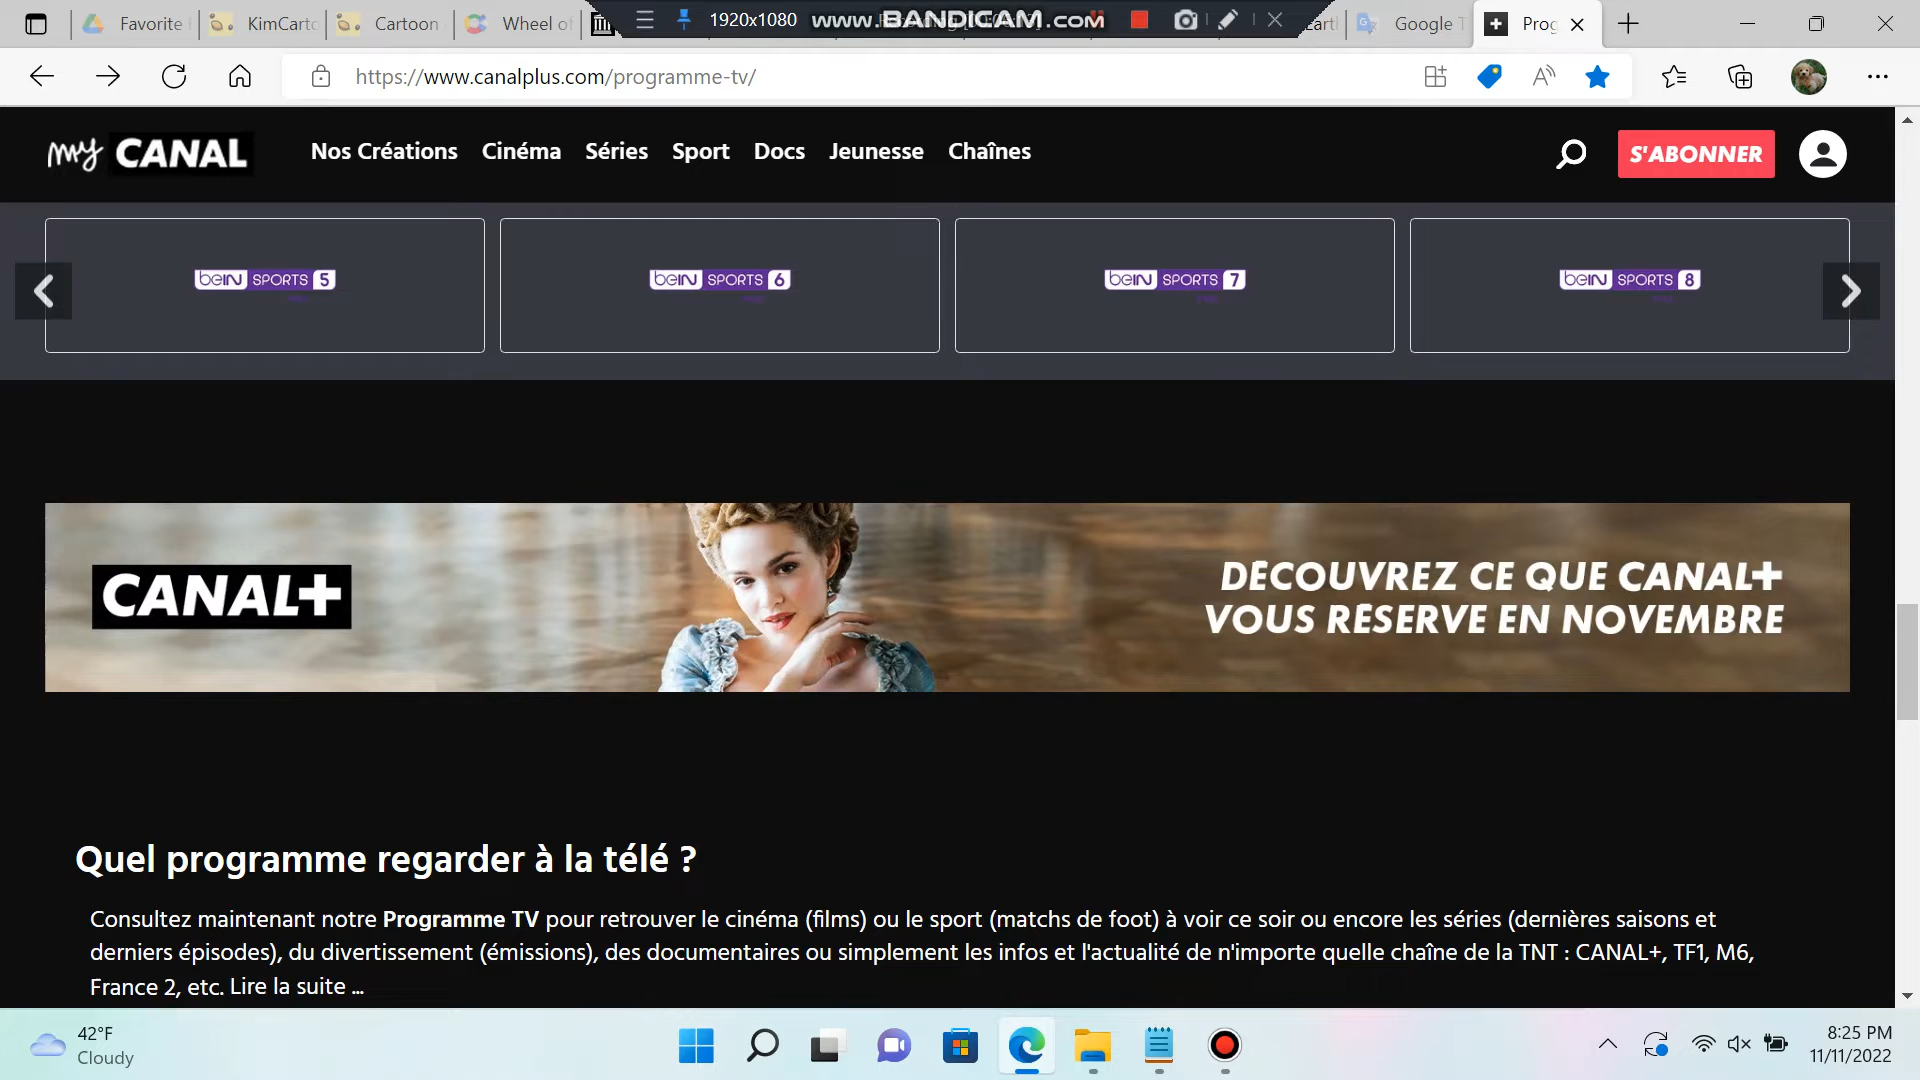 Favorite
KimCarto
Cartoon
Wheel of
1920x1080
www.BANDICAM.com
Eart
Google T
Prog
https://www.canalplus.com/programme-tv/
my CANAL
Nos Créations
Cinéma
Séries
Sport
Docs
Jeunesse
Chaînes
S'ABONNER
beIN SPORTS 5
beIN SPORTS 6
beIN SPORTS 7
beIN SPORTS 8
CANAL+
DÉCOUVREZ CE QUE CANAL+
VOUS RÉSERVE EN NOVEMBRE
Quel programme regarder à la télé ?
Consultez maintenant notre Programme TV pour retrouver le cinéma (films) ou le sport (matchs de foot) à voir ce soir ou encore les séries (dernières saisons et
derniers épisodes), du divertissement (émissions), des documentaires ou simplement les infos et l'actualité de n'importe quelle chaîne de la TNT : CANAL+, TF1, M6,
France 2, etc. Lire la suite ...
42°F
Cloudy
8:25 PM
11/11/2022